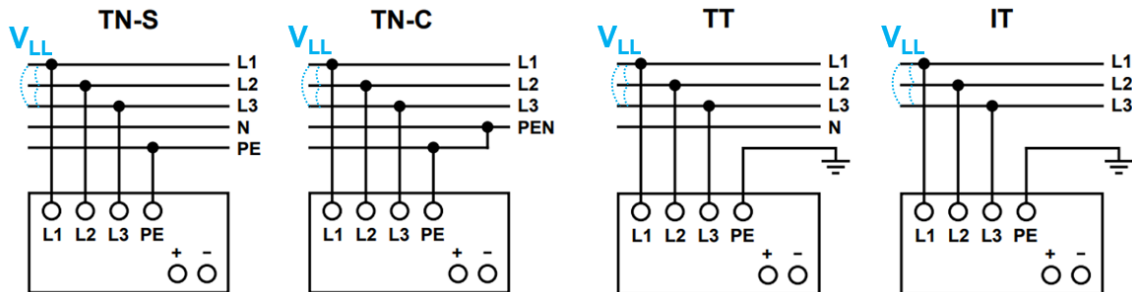 TN-S
V_LL
L1
L2
L3
N
PE
L1 L2 L3 PE
+ −
TN-C
V_LL
L1
L2
L3
PEN
L1 L2 L3 PE
+ −
TT
V_LL
L1
L2
L3
N
L1 L2 L3 PE
+ −
IT
V_LL
L1
L2
L3
L1 L2 L3 PE
+ −